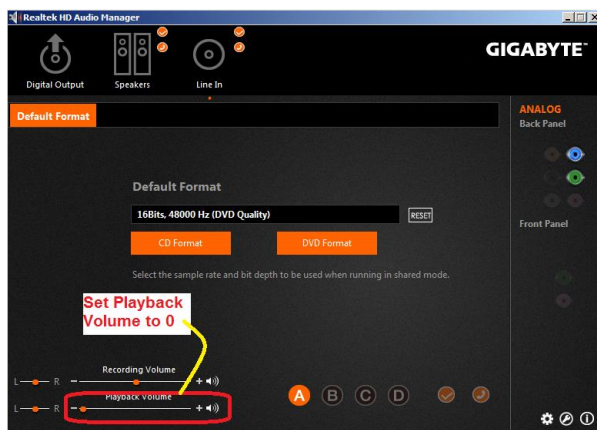 Realtek HD Audio Manager
Digital Output
Speakers
Line In
GIGABYTE™
Default Format
ANALOG
Back Panel
Default Format
16Bits, 48000 Hz (DVD Quality)
RESET
CD Format
DVD Format
Front Panel
Select the sample rate and bit depth to be used when running in shared mode.
Set Playback
Volume to 0
Recording Volume
L R - +
Playback Volume
L R - +
A B C D